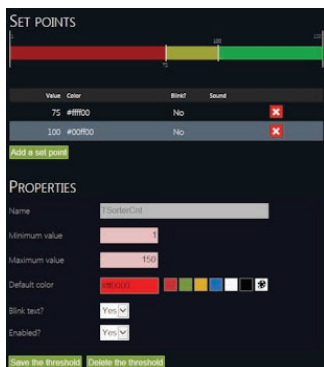 SET POINTS
100
75
Value Color Blink? Sound
75 #ffff00 No
100 #00ff00 No
Add a set point
PROPERTIES
Name TSorterCnt
Minimum value 1
Maximum value 150
Default color #ff0000
Blink text? Yes
Enabled? Yes
Save the threshold Delete the threshold